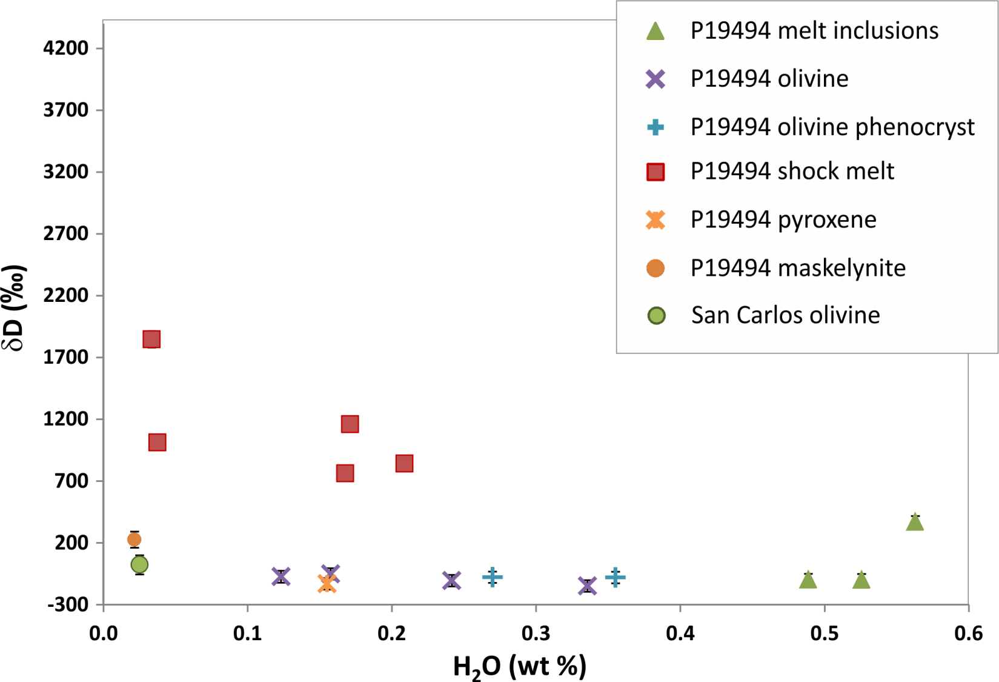 P19494 melt inclusions
P19494 olivine
P19494 olivine phenocryst
P19494 shock melt
P19494 pyroxene
P19494 maskelynite
San Carlos olivine
4200
3700
3200
2700
2200
1700
1200
700
200
-300
δD (‰)
0.0 0.1 0.2 0.3 0.4 0.5 0.6
H₂O (wt %)